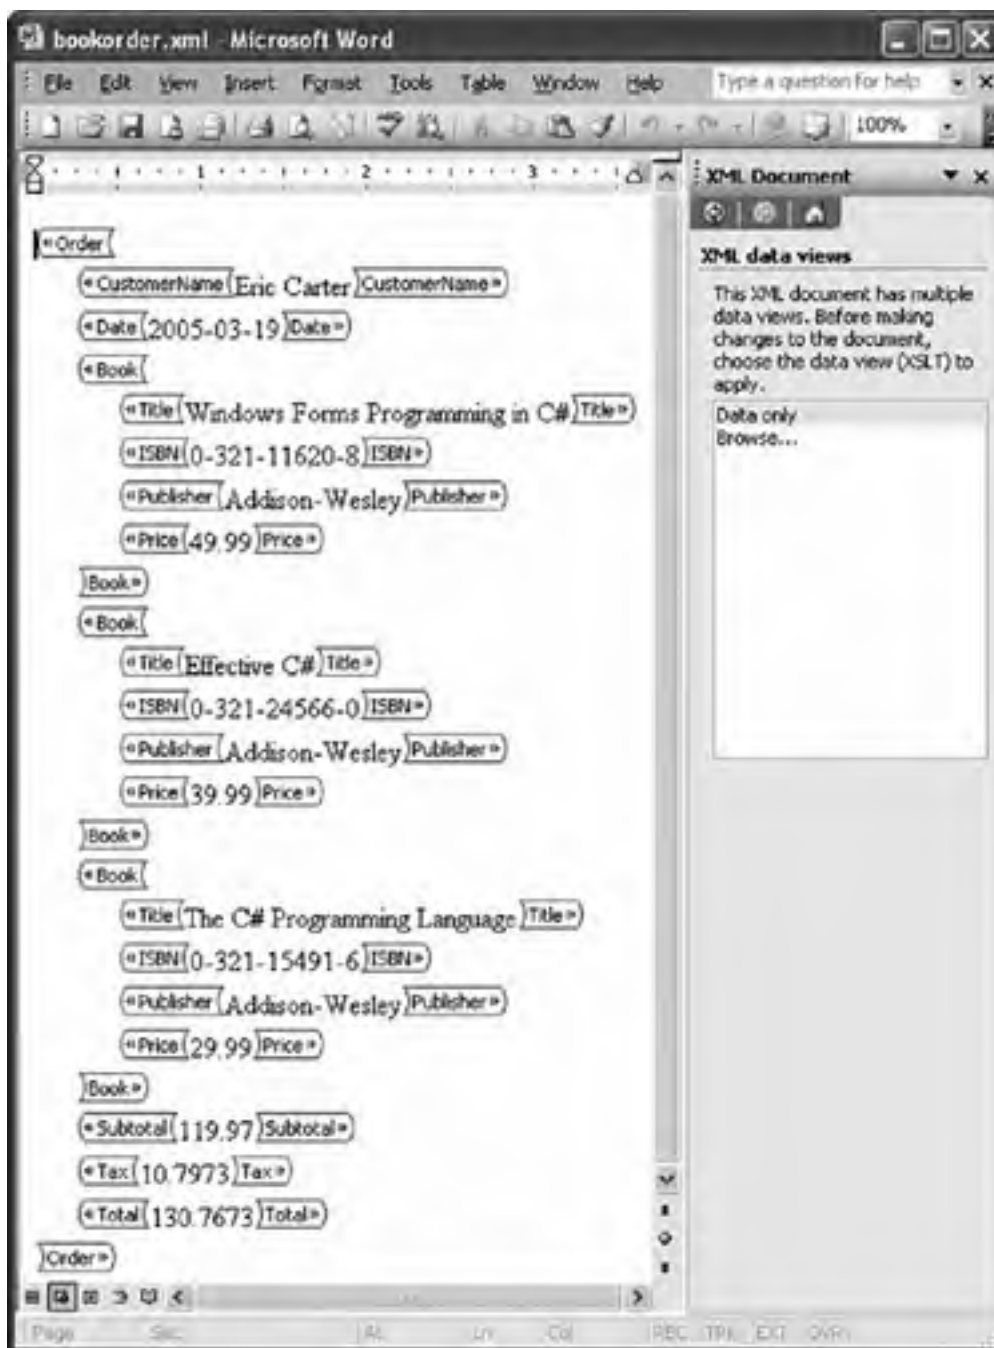 bookorder.xml - Microsoft Word
File Edit View Insert Format Tools Table Window Help Type a question for help
100%
1 2 3
XML Document
Order
XML data views
CustomerName Eric Carter CustomerName
This XML document has multiple
data views. Before making
changes to the document,
choose the data view (XSLT) to
apply.
Date 2005-03-19 Date
Book
Data only
Browse...
Title Windows Forms Programming in C# Title
ISBN 0-321-11620-8 ISBN
Publisher Addison-Wesley Publisher
Price 49.99 Price
Book
Book
Title Effective C# Title
ISBN 0-321-24566-0 ISBN
Publisher Addison-Wesley Publisher
Price 39.99 Price
Book
Book
Title The C# Programming Language Title
ISBN 0-321-15491-6 ISBN
Publisher Addison-Wesley Publisher
Price 29.99 Price
Book
Subtotal 119.97 Subtotal
Tax 10.7973 Tax
Total 130.7673 Total
Order
Page Sec At Ln Col REC TRK EXT OVR